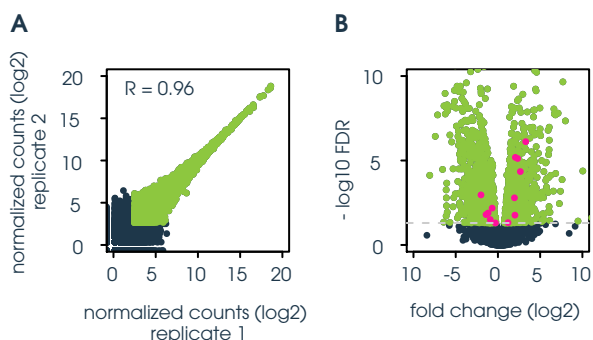 A
B
normalized counts (log2)
replicate 2
R = 0.96
20
15
10
5
0
0
5
10
15
20
normalized counts (log2)
replicate 1
- log10 FDR
10
5
0
10
-5
0
5
10
fold change (log2)